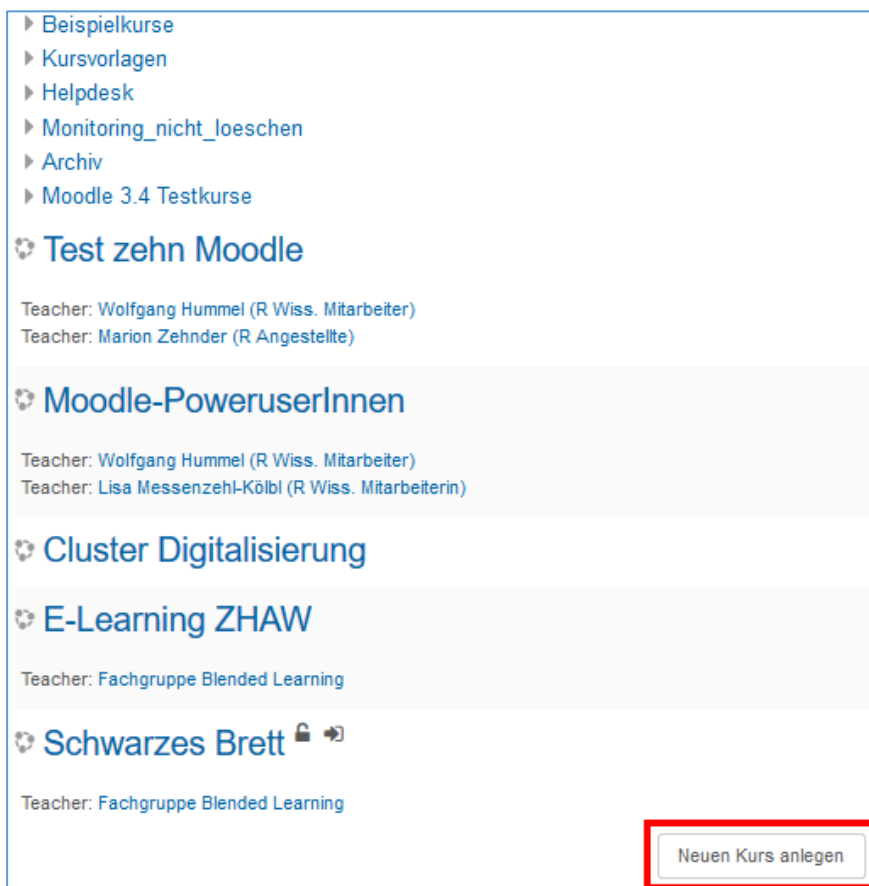 Beispielkurse
Kursvorlagen
Helpdesk
Monitoring_nicht_loeschen
Archiv
Moodle 3.4 Testkurse
Test zehn Moodle
Teacher: Wolfgang Hummel (R Wiss. Mitarbeiter)
Teacher: Marion Zehnder (R Angestellte)
Moodle-PoweruserInnen
Teacher: Wolfgang Hummel (R Wiss. Mitarbeiter)
Teacher: Lisa Messenzehl-Kölbl (R Wiss. Mitarbeiterin)
Cluster Digitalisierung
E-Learning ZHAW
Teacher: Fachgruppe Blended Learning
Schwarzes Brett
Teacher: Fachgruppe Blended Learning
Neuen Kurs anlegen